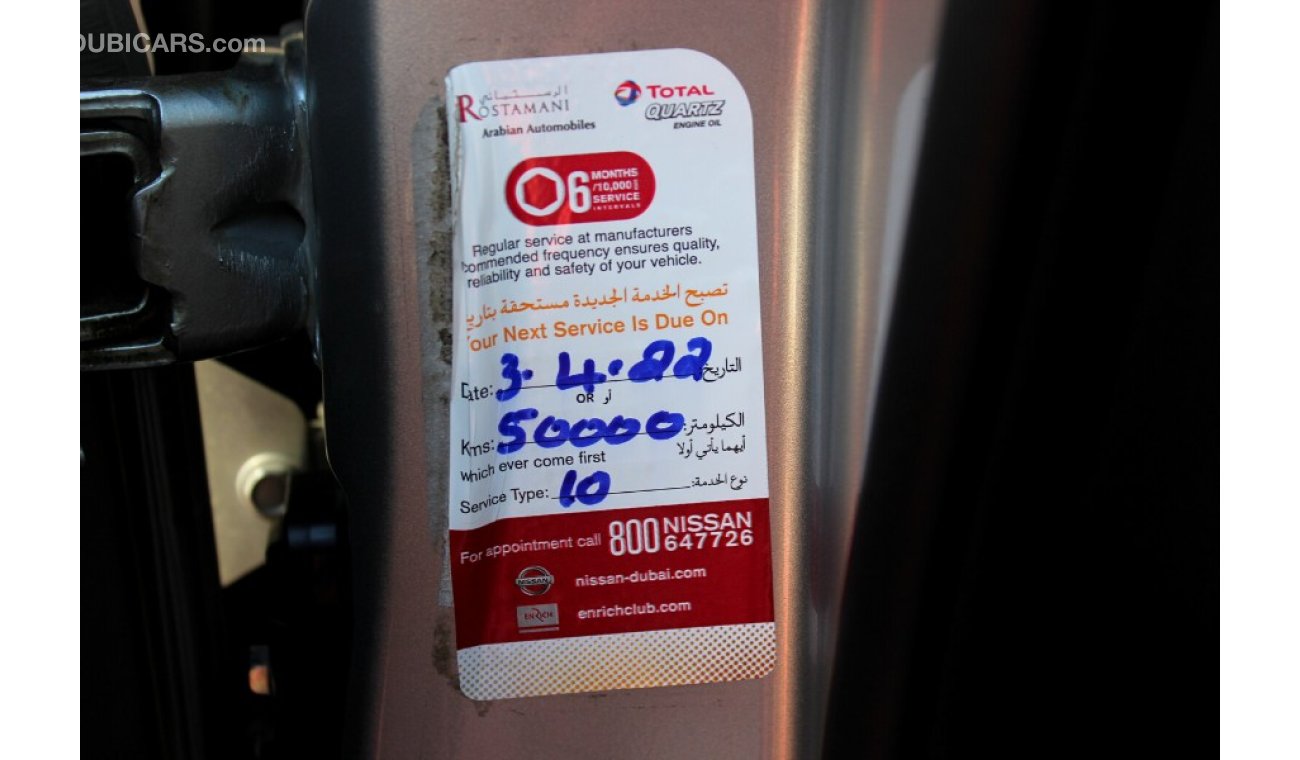 DUBICARS.com
الرستماني
ROSTAMANI
Arabian Automobiles
TOTAL
QUARTZ
ENGINE OIL
6 MONTHS
/10,000
SERVICE
INTERVALS
Regular service at manufacturers
commended frequency ensures quality,
reliability and safety of your vehicle.
تصبح الخدمة الجديدة مستحقة بتاريخ
Your Next Service Is Due On
Date: 3.4.22 التاريخ
OR أو
Kms: 50000 الكيلومتر:
which ever come first أيهما يأتي أولا
Service Type: 10 نوع الخدمة:
For appointment call 800 NISSAN
647726
NISSAN nissan-dubai.com
ENRICH enrichclub.com